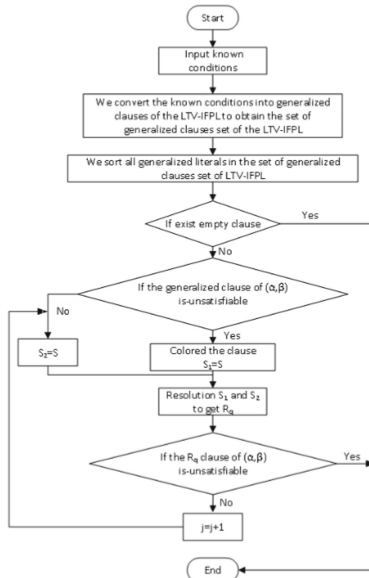 Start
Input known
conditions
We convert the known conditions into generalized
clauses of the LTV-IFPL to obtain the set of
generalized clauses set of the LTV-IFPL
We sort all generalized literals in the set of generalized
clauses set of LTV-IFPL
If exist empty clause
Yes
No
If the generalized clause of (α,β)
is-unsatisfiable
No
Yes
S₂=S
Colored the clause
S₁=S
Resolution S₁ and S₂
to get Rq
If the Rq clause of (α,β)
is-unsatisfiable
Yes
No
j=j+1
End